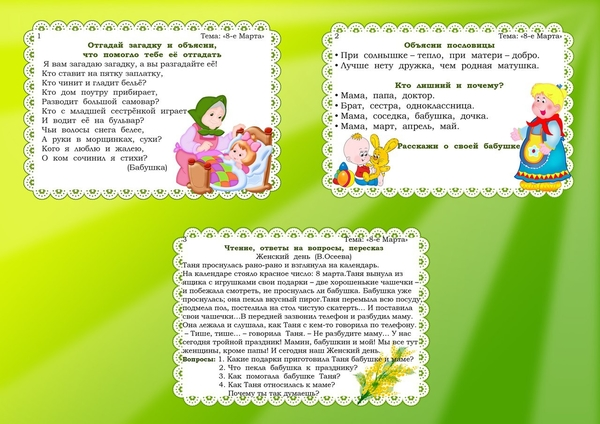 1 Тема: «8-е Марта»
Отгадай загадку и объясни,
что помогло тебе её отгадать
Я вам загадаю загадку, а вы разгадайте её!
Кто ставит на пятку заплатку,
Кто чинит и гладит бельё?
Кто дом поутру прибирает,
Разводит большой самовар?
Кто с младшей сестрёнкой играет
И водит её на бульвар?
Чьи волосы снега белее,
А руки в морщинках, сухи?
Кого я люблю и жалею,
О ком сочинил я стихи?
(Бабушка)
2 Тема: «8-е Марта»
Объясни пословицы
• При солнышке – тепло, при матери – добро.
• Лучше нету дружка, чем родная матушка.
Кто лишний и почему?
• Мама, папа, доктор.
• Брат, сестра, одноклассница.
• Мама, соседка, бабушка, дочка.
• Мама, март, апрель, май.
Расскажи о своей бабушке
3 Тема: «8-е Марта»
Чтение, ответы на вопросы, пересказ
Женский день (В.Осеева)
Таня проснулась рано-рано и взглянула на календарь.
На календаре стояло красное число: 8 марта.Таня вынула из
ящика с игрушками свои подарки – две хорошенькие чашечки –
и побежала смотреть, не проснулась ли бабушка. Бабушка уже
проснулась; она пекла вкусный пирог.Таня перемыла всю посуду,
подмела пол, постелила на стол чистую скатерть... И поставила
свои чашечки...В передней зазвонил телефон и разбудил маму.
Она лежала и слушала, как Таня с кем-то говорила по телефону.
– Тише, тише... – говорила Таня. – Не разбудите маму... У нас
сегодня тройной праздник! Мамин, бабушкин и мой! Мы все тут
женщины, кроме папы! И сегодня наш Женский день.
Вопросы: 1. Какие подарки приготовила Таня бабушке и маме?
2. Что пекла бабушка к празднику?
3. Как помогала бабушке Таня?
4. Как Таня относилась к маме?
Почему ты так думаешь?